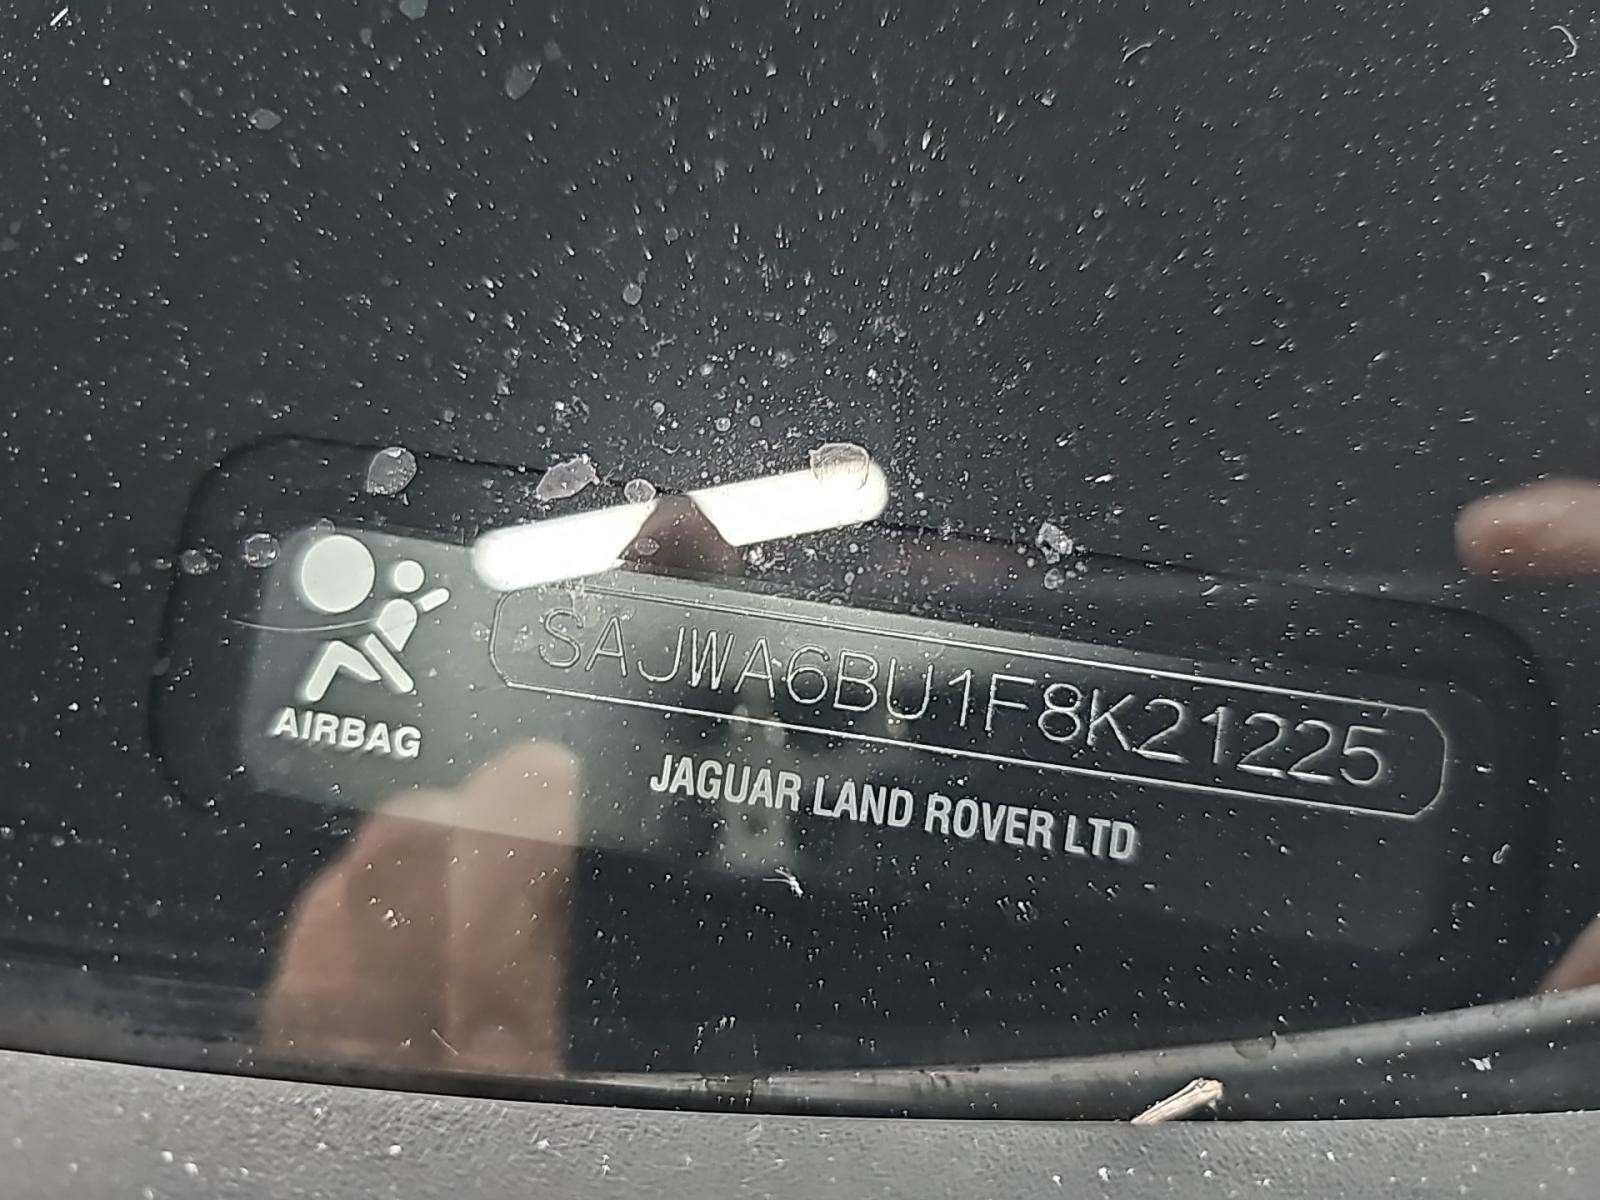 SAJWA6BU1F8K21225
AIRBAG
JAGUAR LAND ROVER LTD